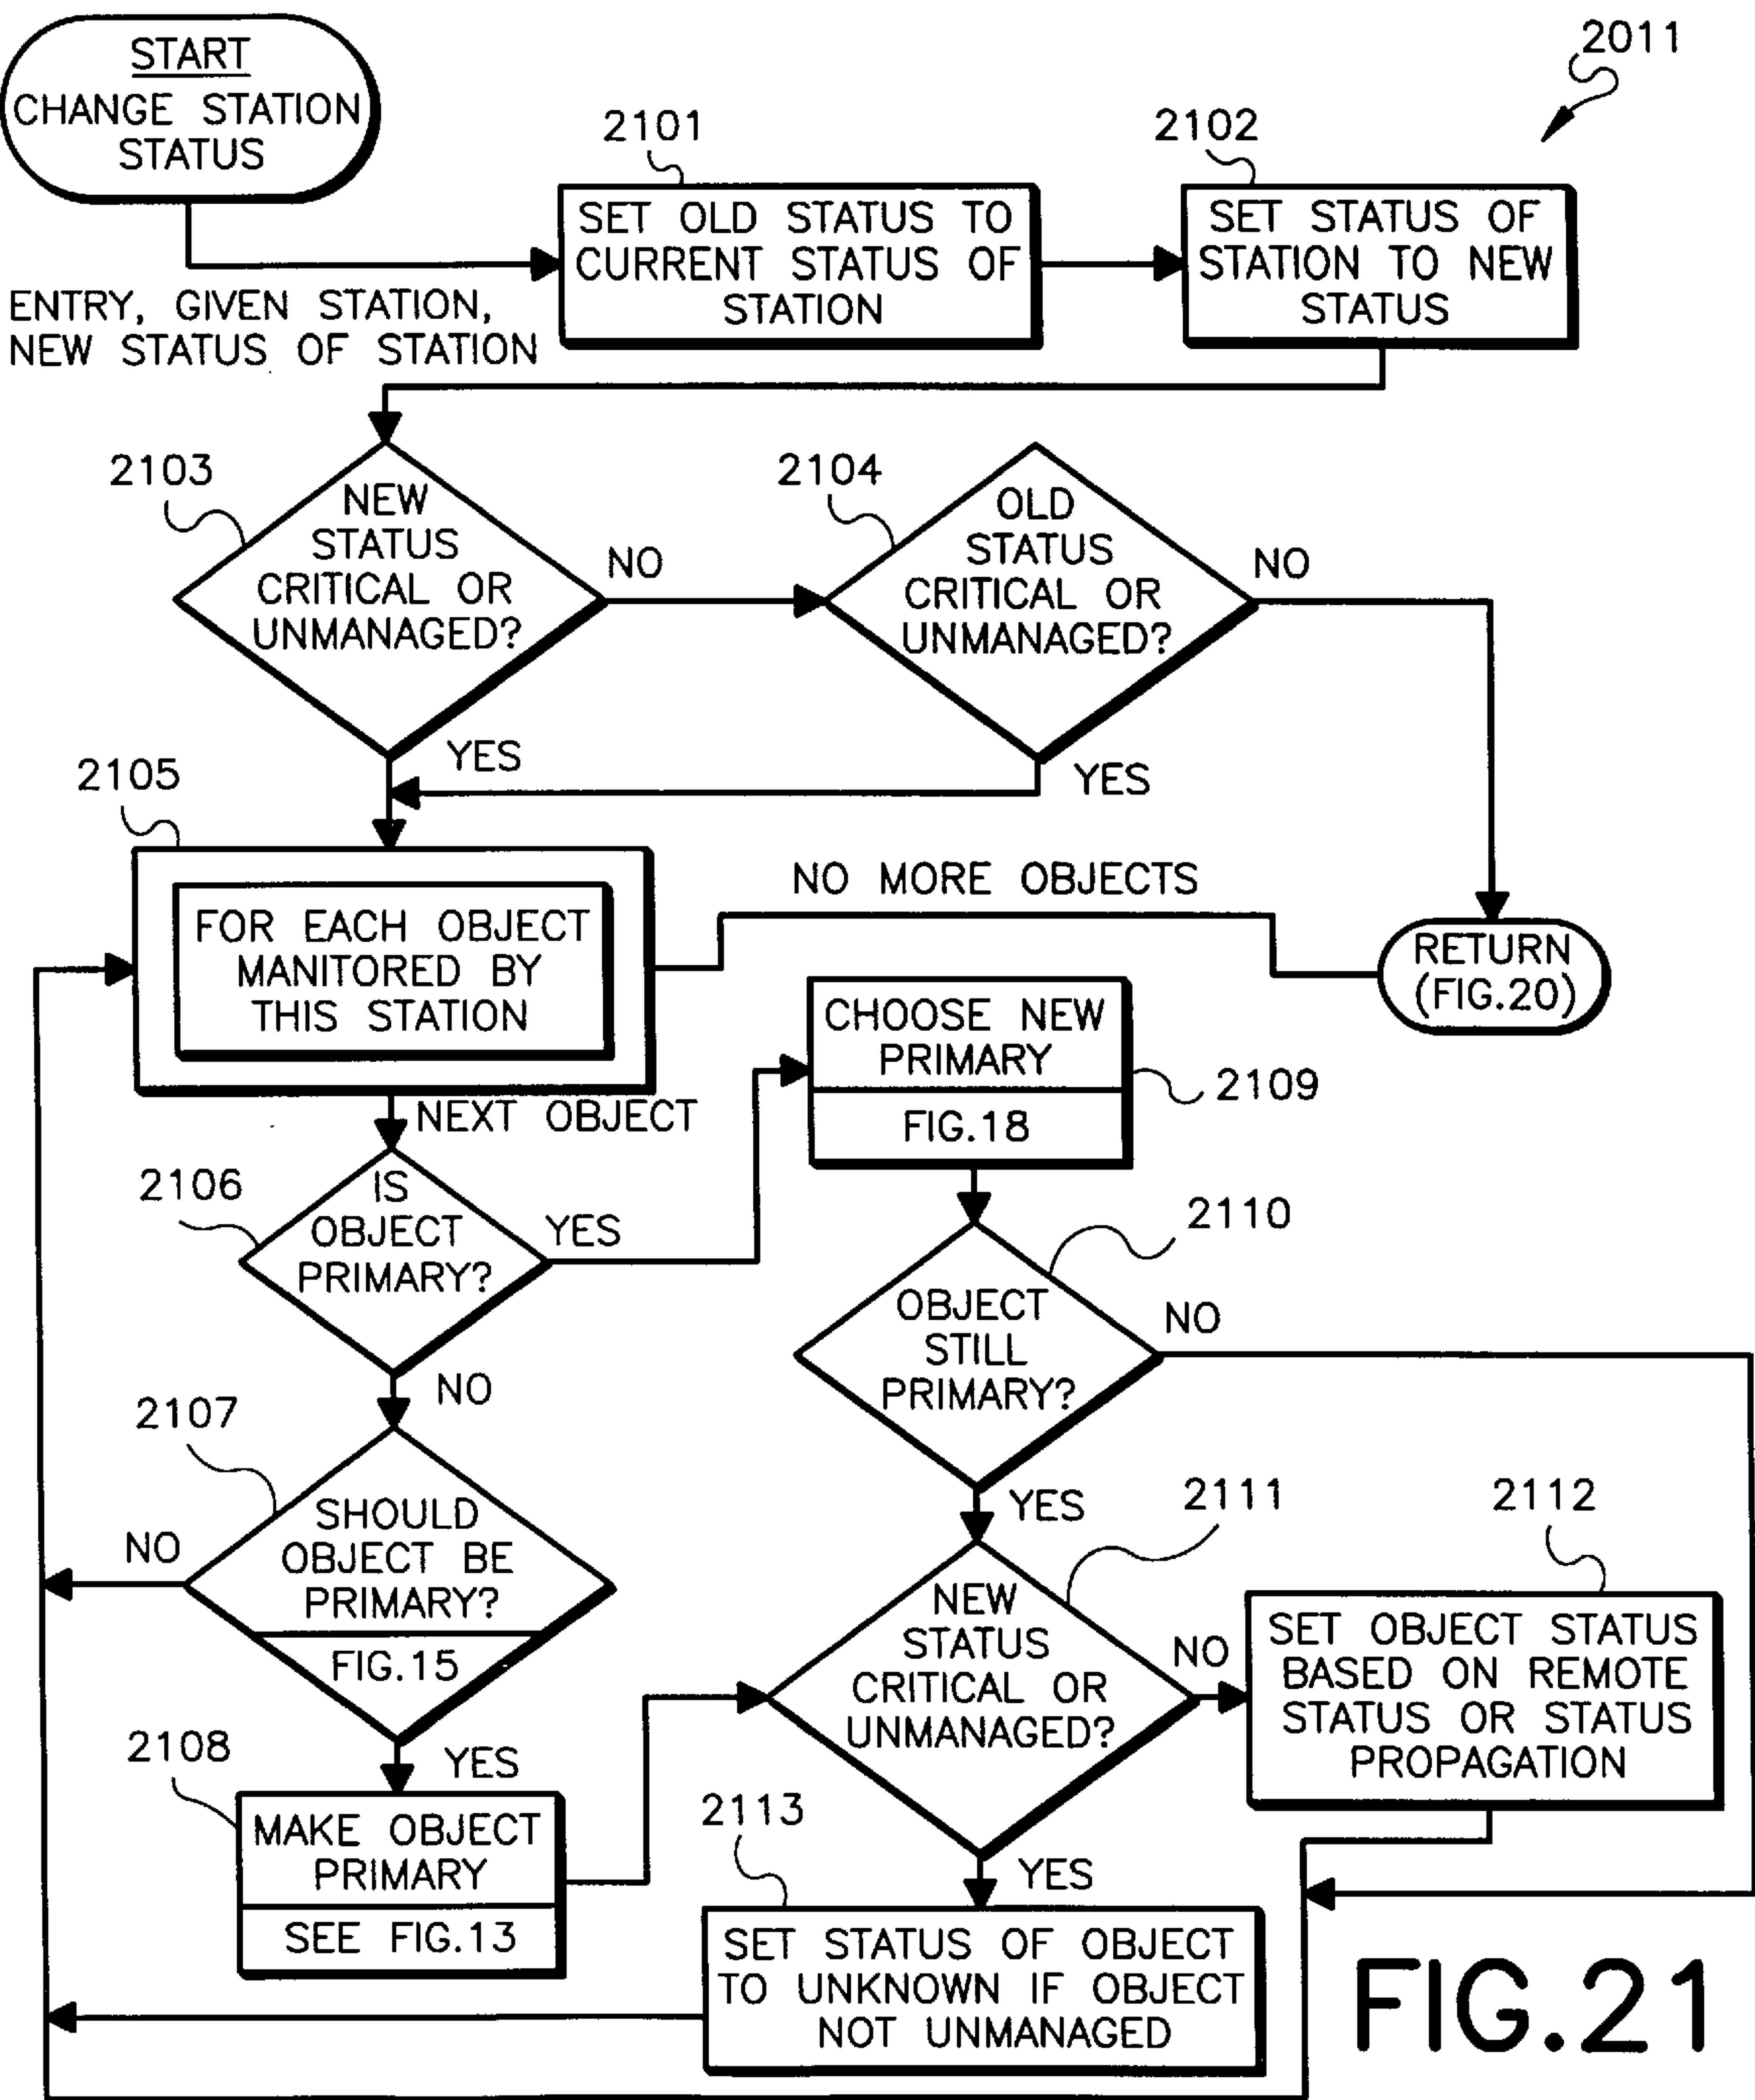 START
CHANGE STATION
STATUS
2011
2101
2102
SET OLD STATUS TO
CURRENT STATUS OF
STATION
SET STATUS OF
STATION TO NEW
STATUS
ENTRY, GIVEN STATION,
NEW STATUS OF STATION
2103
NEW
STATUS
CRITICAL OR
UNMANAGED?
NO
2104
OLD
STATUS
CRITICAL OR
UNMANAGED?
NO
YES
YES
2105
FOR EACH OBJECT
MANITORED BY
THIS STATION
NO MORE OBJECTS
RETURN
(FIG.20)
NEXT OBJECT
CHOOSE NEW
PRIMARY
FIG.18
2109
2106
IS
OBJECT
PRIMARY?
YES
NO
2110
OBJECT
STILL
PRIMARY?
NO
YES
2107
SHOULD
OBJECT BE
PRIMARY?
FIG.15
NO
YES
2111
NEW
STATUS
CRITICAL OR
UNMANAGED?
NO
YES
2112
SET OBJECT STATUS
BASED ON REMOTE
STATUS OR STATUS
PROPAGATION
2108
MAKE OBJECT
PRIMARY
SEE FIG.13
2113
SET STATUS OF OBJECT
TO UNKNOWN IF OBJECT
NOT UNMANAGED
FIG.21